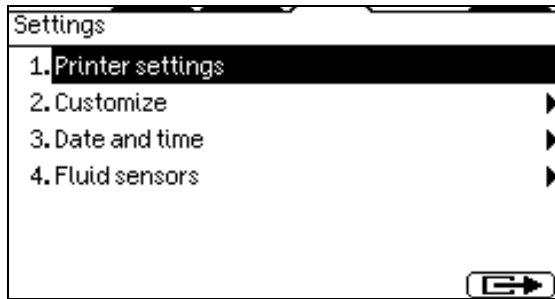 Settings
1. Printer settings
2. Customize
3. Date and time
4. Fluid sensors